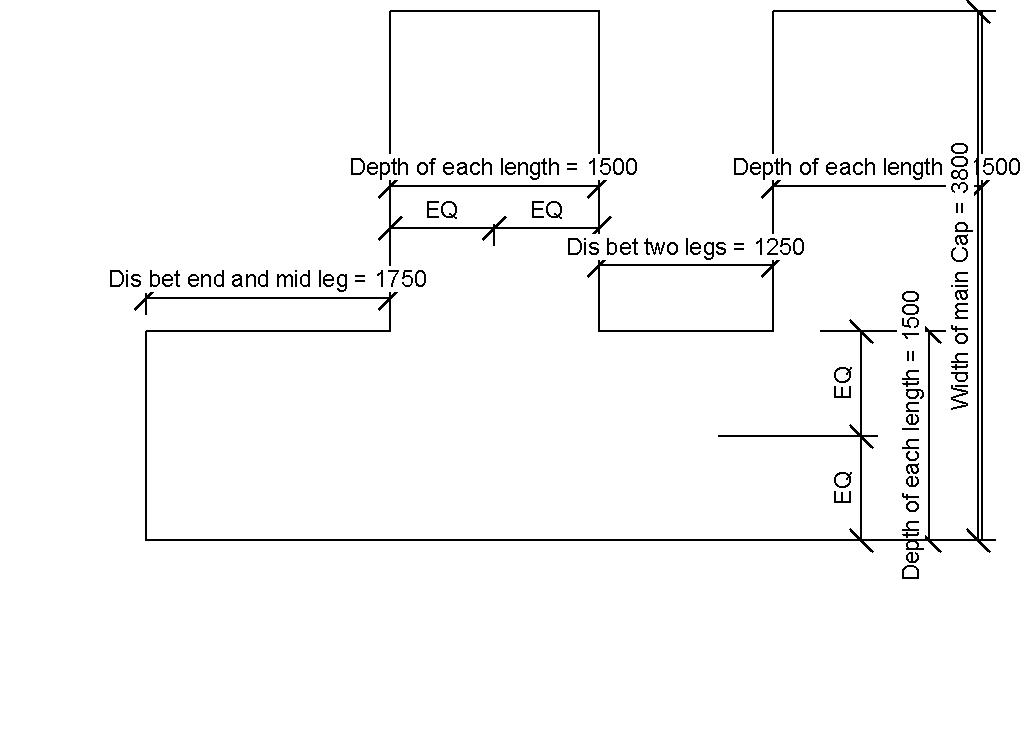 Depth of each length = 1500
Depth of each length 1500
EQ
EQ
Dis bet two legs = 1250
Dis bet end and mid leg = 1750
Width of main Cap = 3800
Depth of each length = 1500
EQ
EQ